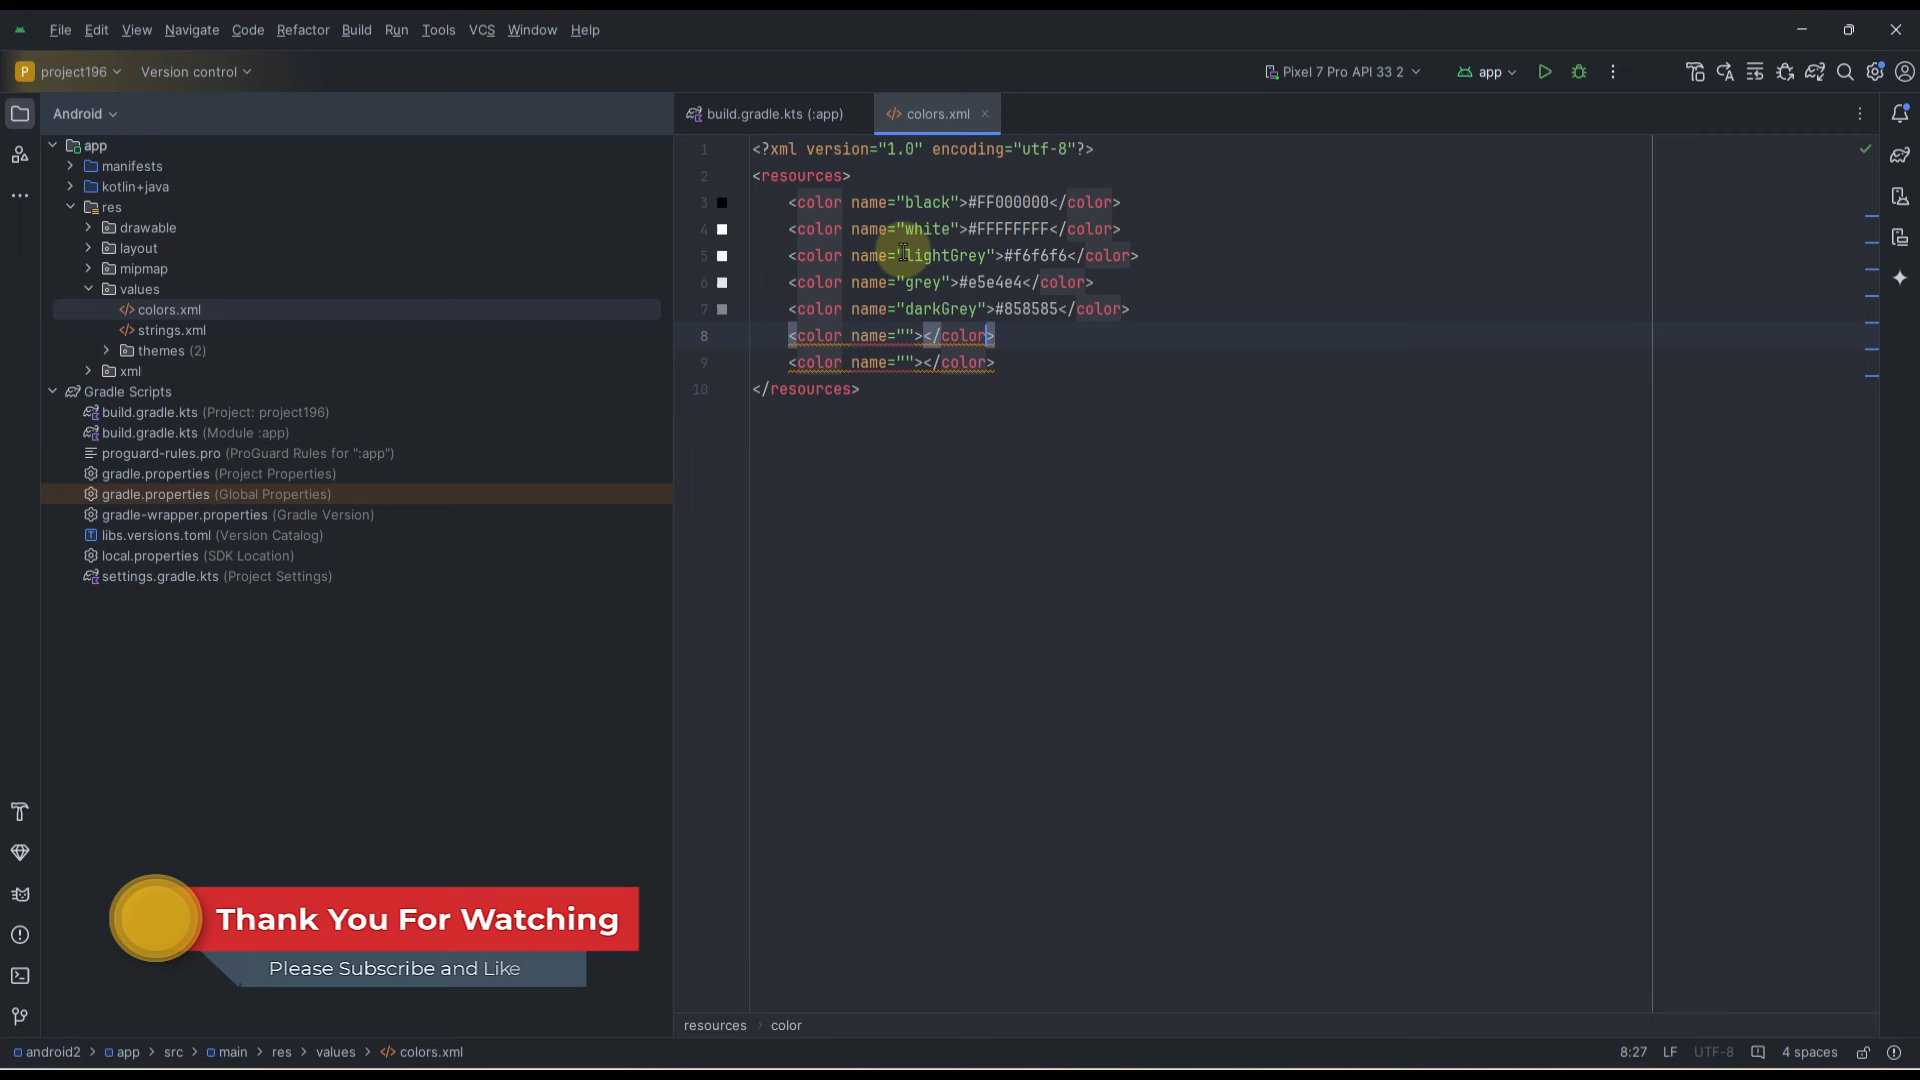 File Edit View Navigate Code Refactor Build Run Tools VCS Window Help
P project196 Version control Pixel 7 Pro API 33 2 app
Android build.gradle.kts (:app) colors.xml
app
manifests
kotlin+java
res
drawable
layout
mipmap
values
colors.xml
strings.xml
themes (2)
xml
Gradle Scripts
build.gradle.kts (Project: project196)
build.gradle.kts (Module :app)
proguard-rules.pro (ProGuard Rules for ":app")
gradle.properties (Project Properties)
gradle.properties (Global Properties)
gradle-wrapper.properties (Gradle Version)
libs.versions.toml (Version Catalog)
local.properties (SDK Location)
settings.gradle.kts (Project Settings)
1 <?xml version="1.0" encoding="utf-8"?>
2 <resources>
3 <color name="black">#FF000000</color>
4 <color name="white">#FFFFFFFF</color>
5 <color name="lightGrey">#f6f6f6</color>
6 <color name="grey">#e5e4e4</color>
7 <color name="darkGrey">#858585</color>
8 <color name=""></color>
9 <color name=""></color>
10 </resources>
Thank You For Watching
Please Subscribe and Like
resources > color
android2 > app > src > main > res > values > colors.xml 8:27 LF UTF-8 4 spaces